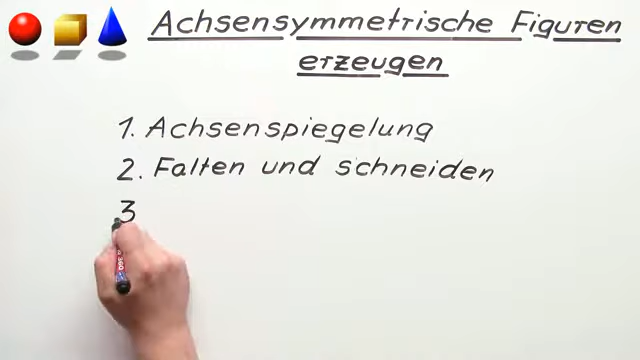 Achsensymmetrische Figuren
erzeugen
1. Achsenspiegelung
2. Falten und schneiden
3